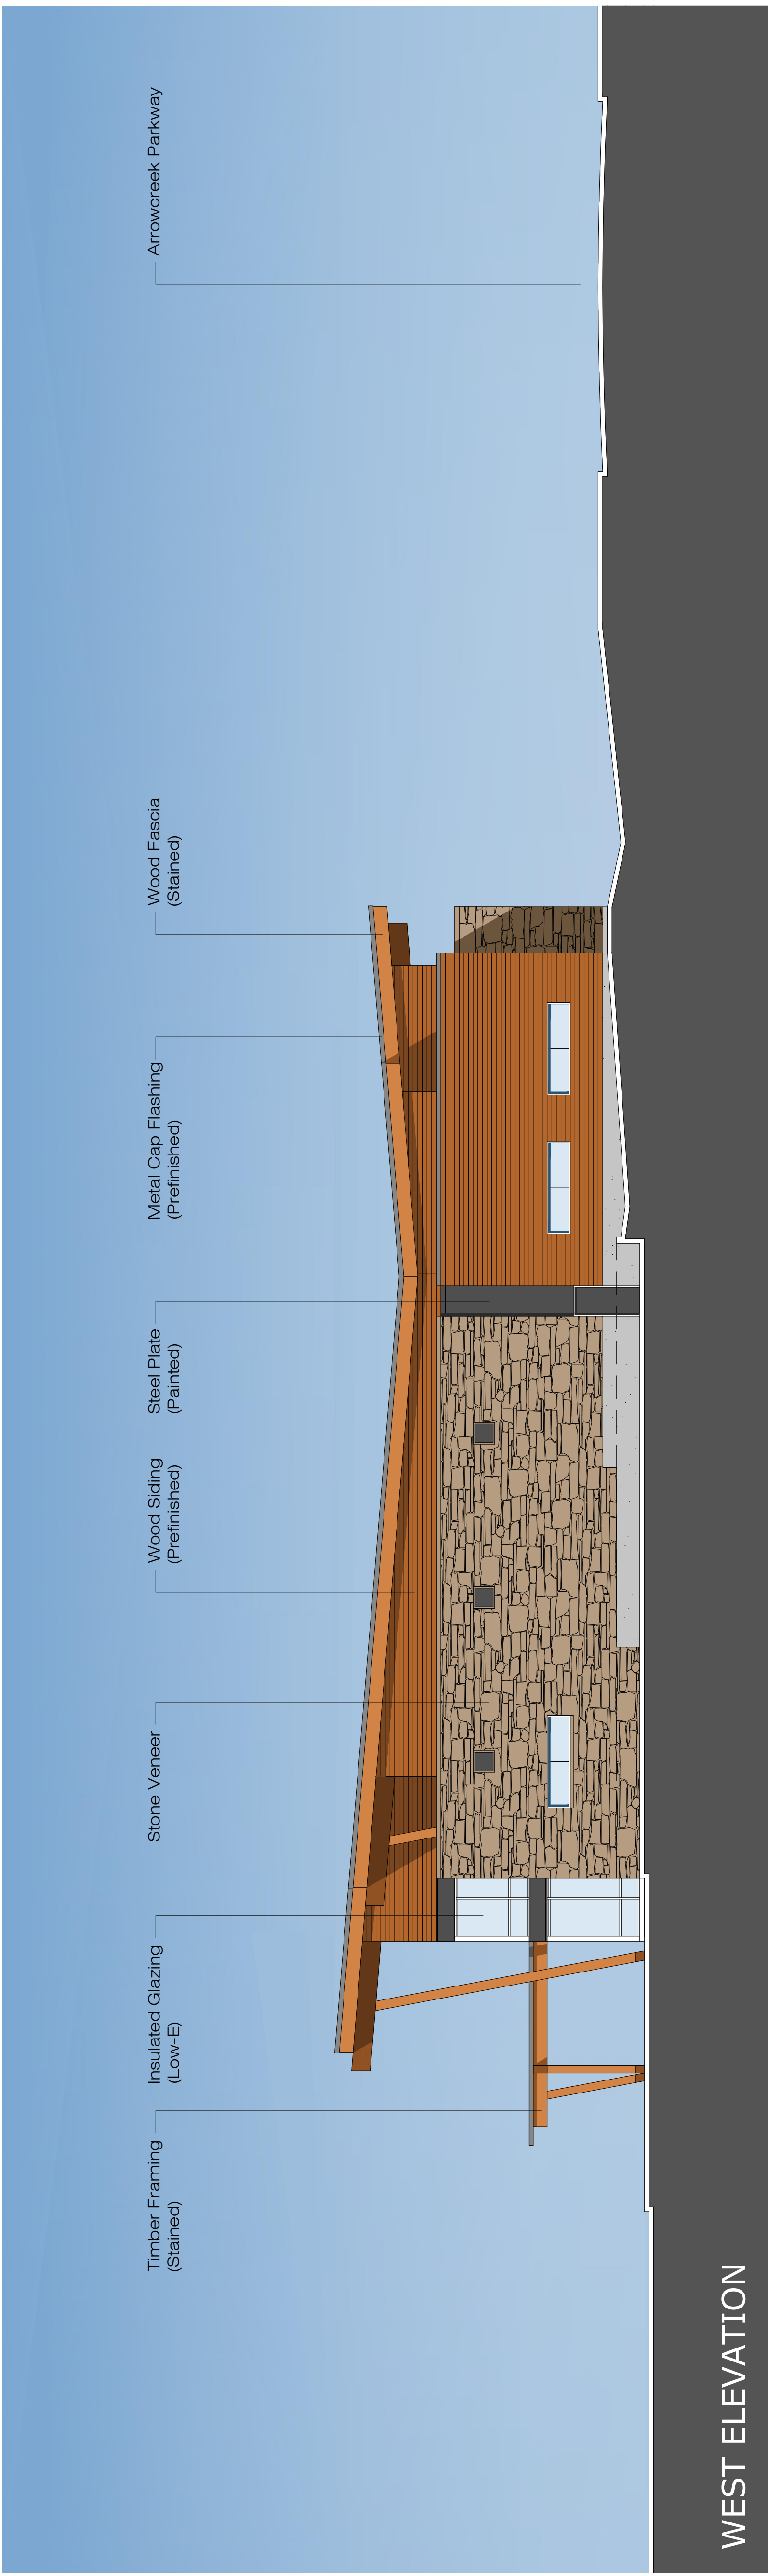 Timber Framing
(Stained)
Insulated Glazing
(Low-E)
Stone Veneer
Wood Siding
(Prefinished)
Steel Plate
(Painted)
Metal Cap Flashing
(Prefinished)
Wood Fascia
(Stained)
Arrowcreek Parkway
WEST ELEVATION